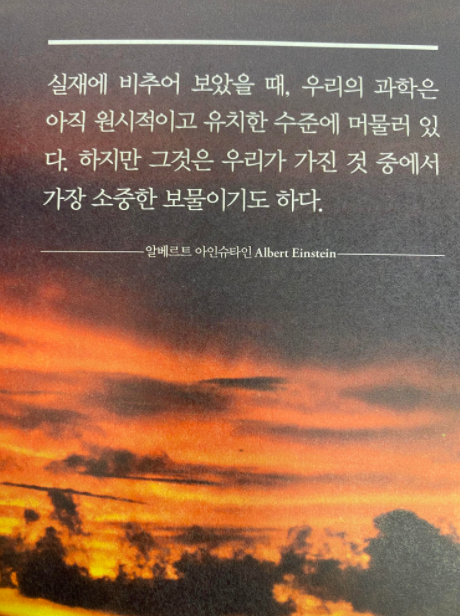 실재에 비추어 보았을 때, 우리의 과학은
아직 원시적이고 유치한 수준에 머물러 있
다. 하지만 그것은 우리가 가진 것 중에서
가장 소중한 보물이기도 하다.
알베르트 아인슈타인 Albert Einstein